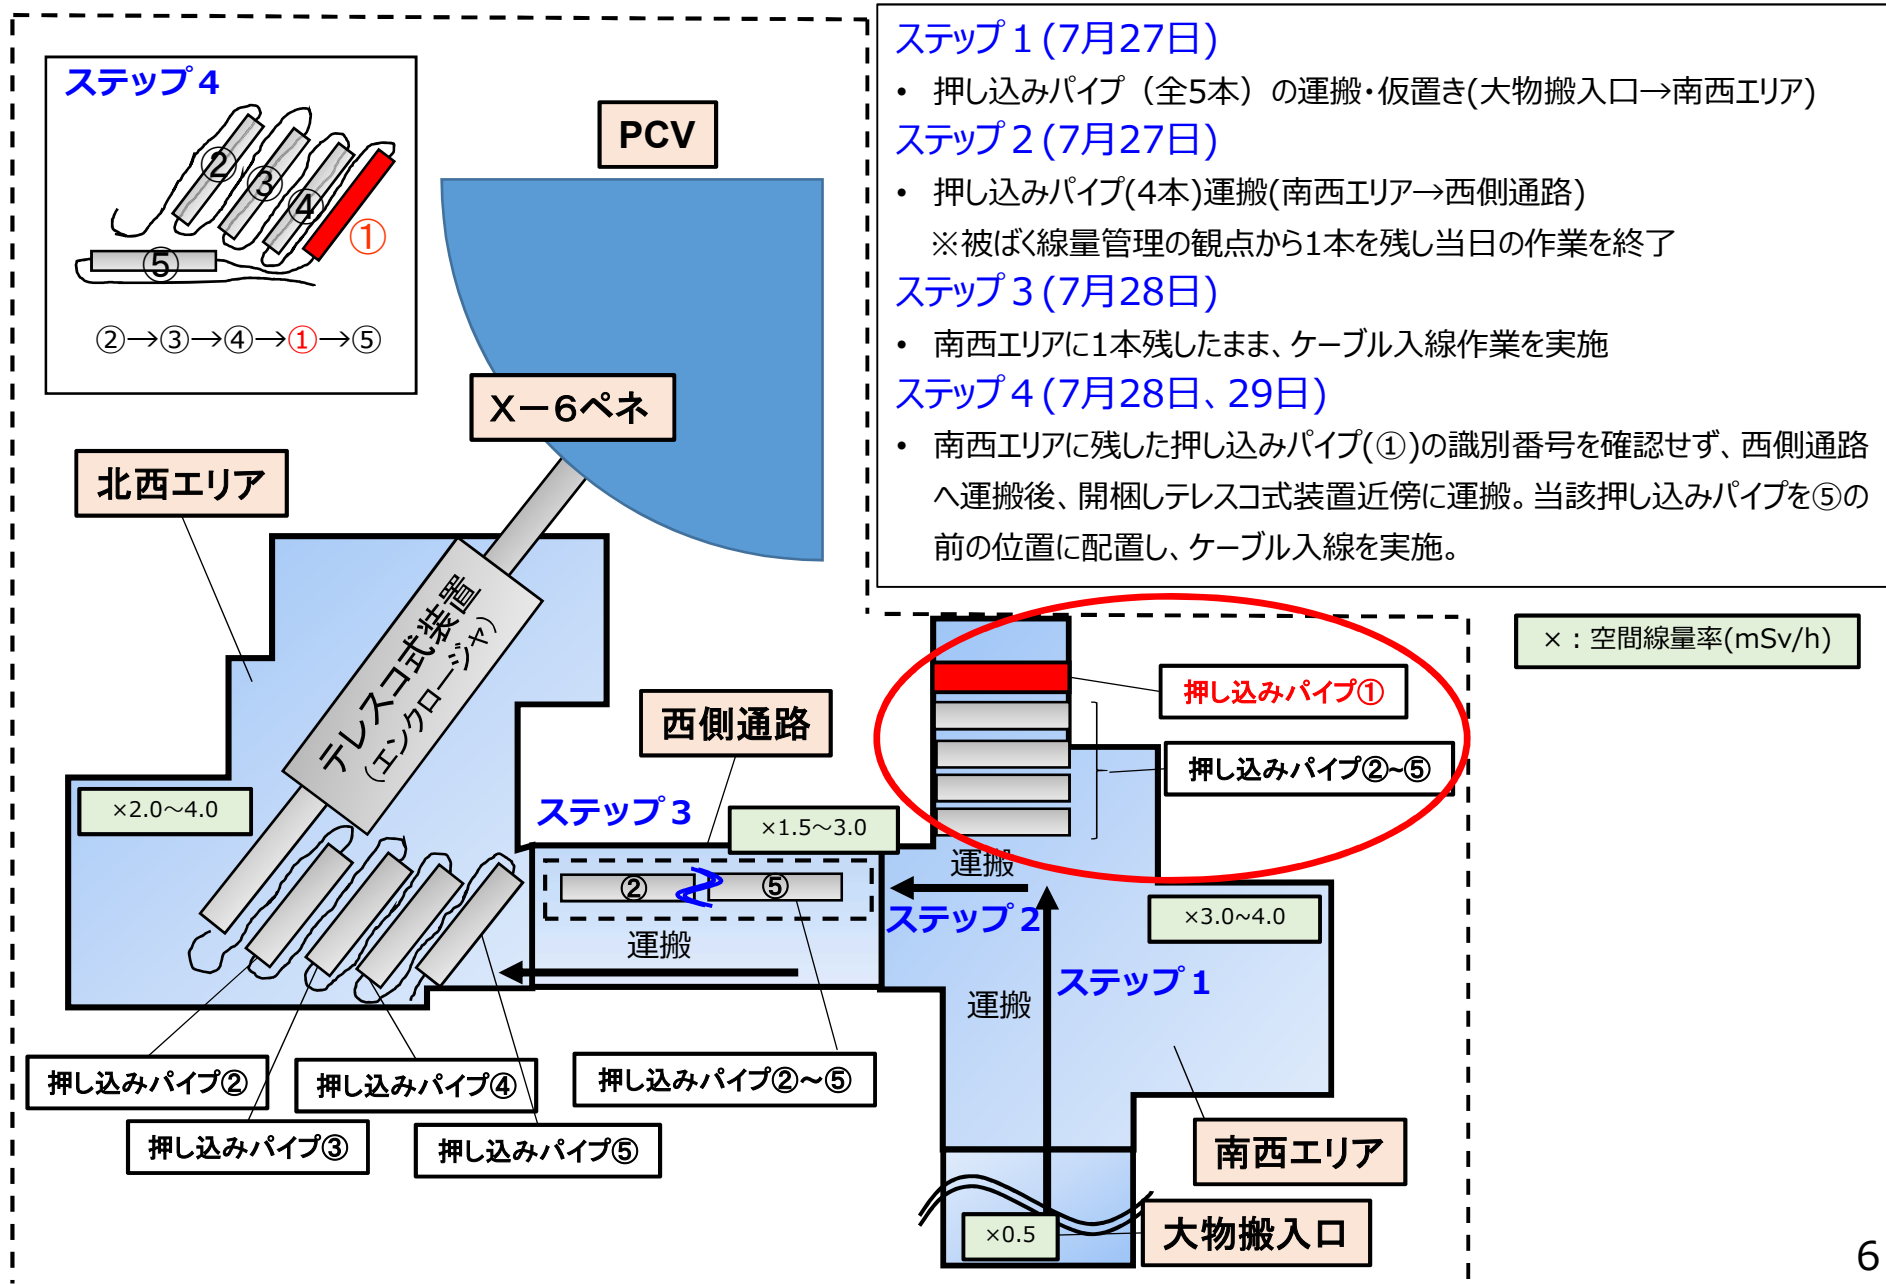 ステップ4
②
③
④
①
⑤
②→③→④→①→⑤
PCV
X-6ペネ
ステップ1(7月27日)
• 押し込みパイプ（全5本）の運搬・仮置き(大物搬入口→南西エリア)
ステップ2(7月27日)
• 押し込みパイプ(4本)運搬(南西エリア→西側通路)
※被ばく線量管理の観点から1本を残し当日の作業を終了
ステップ3(7月28日)
• 南西エリアに1本残したまま、ケーブル入線作業を実施
ステップ4(7月28日、29日)
• 南西エリアに残した押し込みパイプ(①)の識別番号を確認せず、西側通路
へ運搬後、開梱しテレスコ式装置近傍に運搬。当該押し込みパイプを⑤の
前の位置に配置し、ケーブル入線を実施。
×：空間線量率(mSv/h)
北西エリア
テレスコ式装置
（エンクロージャ）
×2.0～4.0
西側通路
ステップ3
×1.5～3.0
②
⑤
運搬
押し込みパイプ①
押し込みパイプ②~⑤
運搬
ステップ2
×3.0~4.0
ステップ1
運搬
押し込みパイプ②
押し込みパイプ④
押し込みパイプ②～⑤
押し込みパイプ③
押し込みパイプ⑤
南西エリア
×0.5
大物搬入口
6